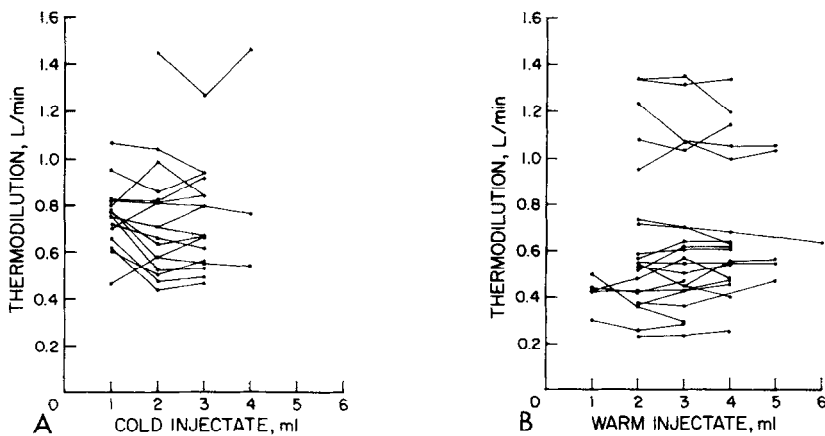 1.6
1.4
1.2
1.0
0.8
0.6
0.4
0.2
0
THERMODILUTION, L/min
1 2 3 4 5 6
COLD INJECTATE, ml
A
1.6
1.4
1.2
1.0
0.8
0.6
0.4
0.2
0
THERMODILUTION, L/min
1 2 3 4 5 6
WARM INJECTATE, ml
B